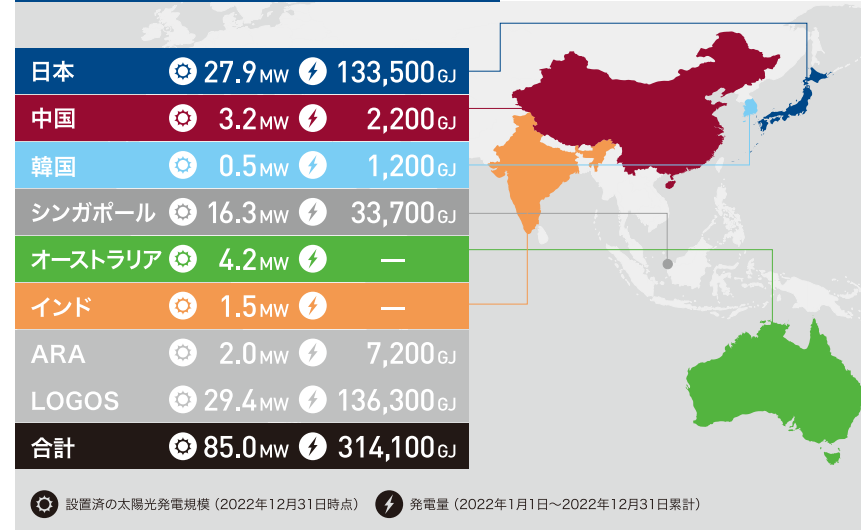 日本 27.9MW 133,500GJ
中国 3.2MW 2,200GJ
韓国 0.5MW 1,200GJ
シンガポール 16.3MW 33,700GJ
オーストラリア 4.2MW —
インド 1.5MW —
ARA 2.0MW 7,200GJ
LOGOS 29.4MW 136,300GJ
合計 85.0MW 314,100GJ
設置済の太陽光発電規模（2022年12月31日時点） 発電量（2022年1月1日～2022年12月31日累計）